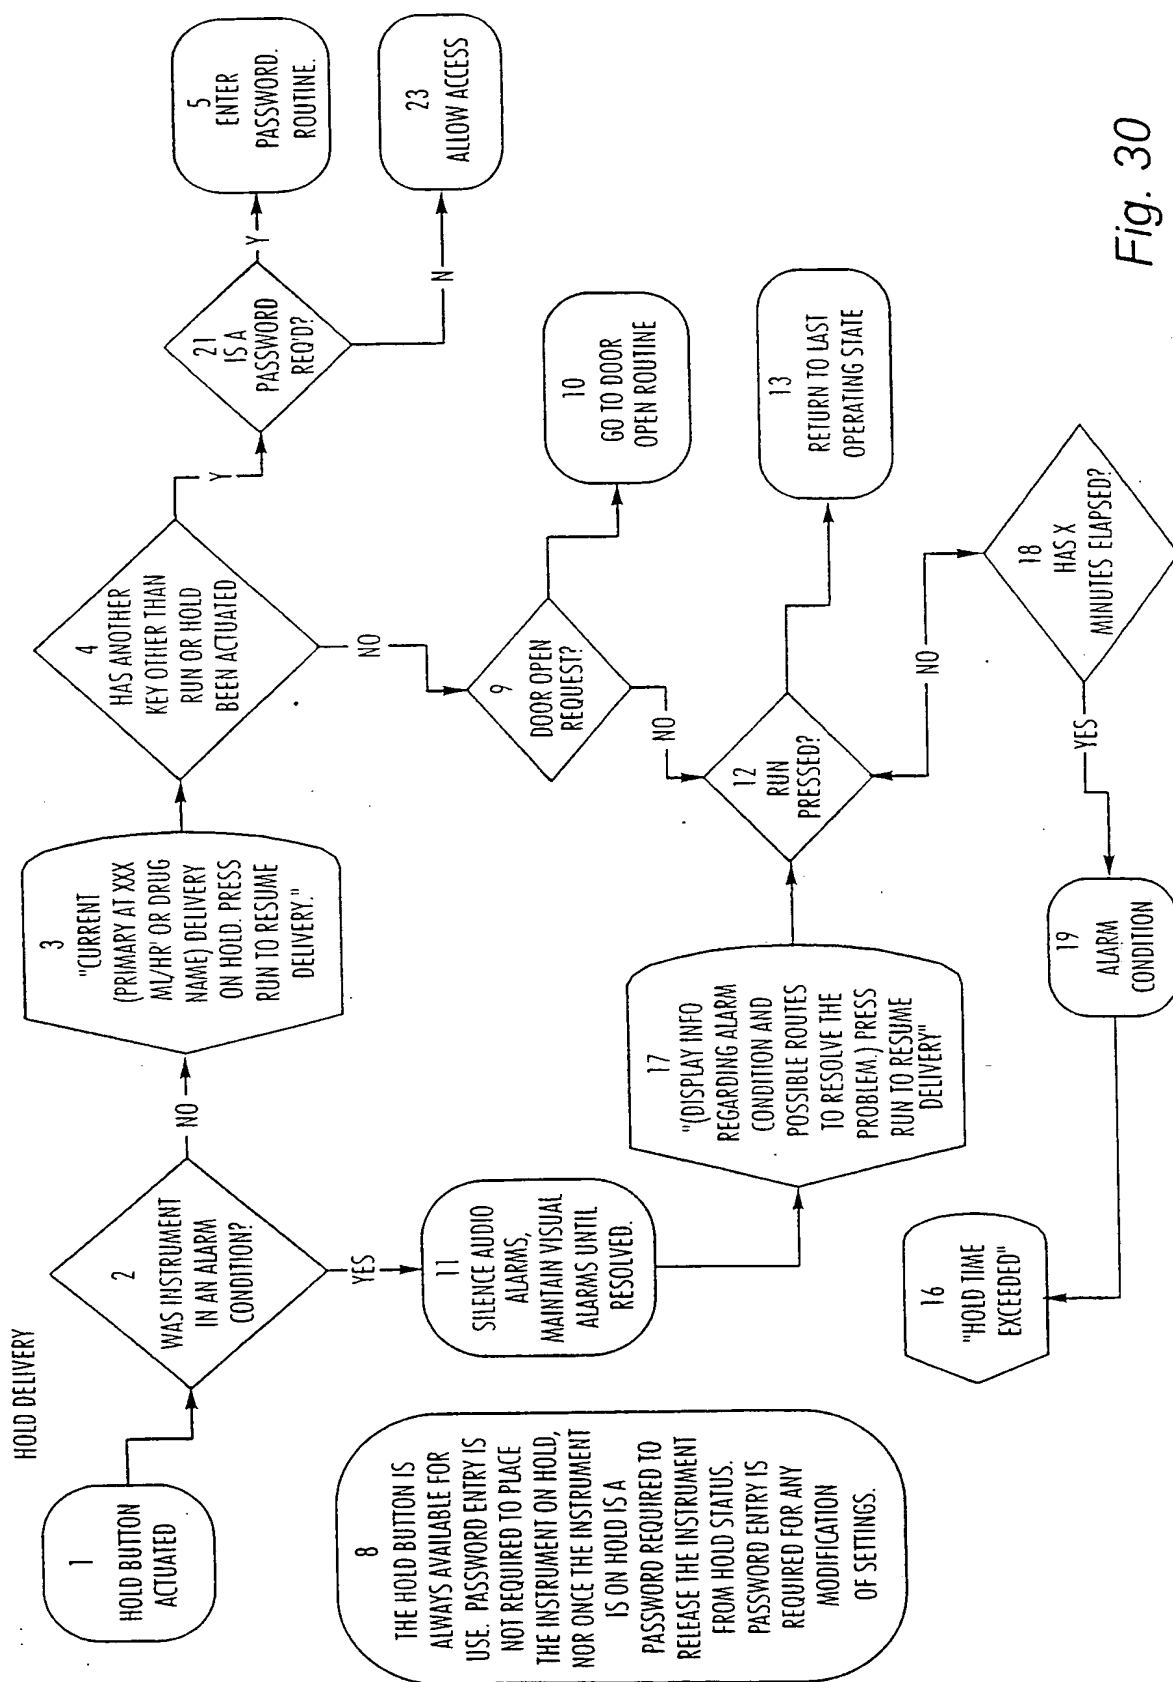 HOLD DELIVERY
1
HOLD BUTTON
ACTUATED
2
WAS INSTRUMENT
IN AN ALARM
CONDITION?
NO
YES
3
"CURRENT
(PRIMARY AT XXX
ML/HR' OR DRUG
NAME) DELIVERY
ON HOLD. PRESS
RUN TO RESUME
DELIVERY."
4
HAS ANOTHER
KEY OTHER THAN
RUN OR HOLD
BEEN ACTUATED
Y
NO
21
IS A
PASSWORD
REQ'D?
Y
N
5
ENTER
PASSWORD.
ROUTINE.
23
ALLOW ACCESS
9
DOOR OPEN
REQUEST?
NO
10
GO TO DOOR
OPEN ROUTINE
11
SILENCE AUDIO
ALARMS,
MAINTAIN VISUAL
ALARMS UNTIL
RESOLVED.
17
"(DISPLAY INFO
REGARDING ALARM
CONDITION AND
POSSIBLE ROUTES
TO RESOLVE THE
PROBLEM.) PRESS
RUN TO RESUME
DELIVERY"
12
RUN
PRESSED?
NO
13
RETURN TO LAST
OPERATING STATE
18
HAS X
MINUTES ELAPSED?
YES
19
ALARM
CONDITION
16
"HOLD TIME
EXCEEDED"
8
THE HOLD BUTTON IS
ALWAYS AVAILABLE FOR
USE. PASSWORD ENTRY IS
NOT REQUIRED TO PLACE
THE INSTRUMENT ON HOLD,
NOR ONCE THE INSTRUMENT
IS ON HOLD IS A
PASSWORD REQUIRED TO
RELEASE THE INSTRUMENT
FROM HOLD STATUS.
PASSWORD ENTRY IS
REQUIRED FOR ANY
MODIFICATION
OF SETTINGS.
Fig. 30